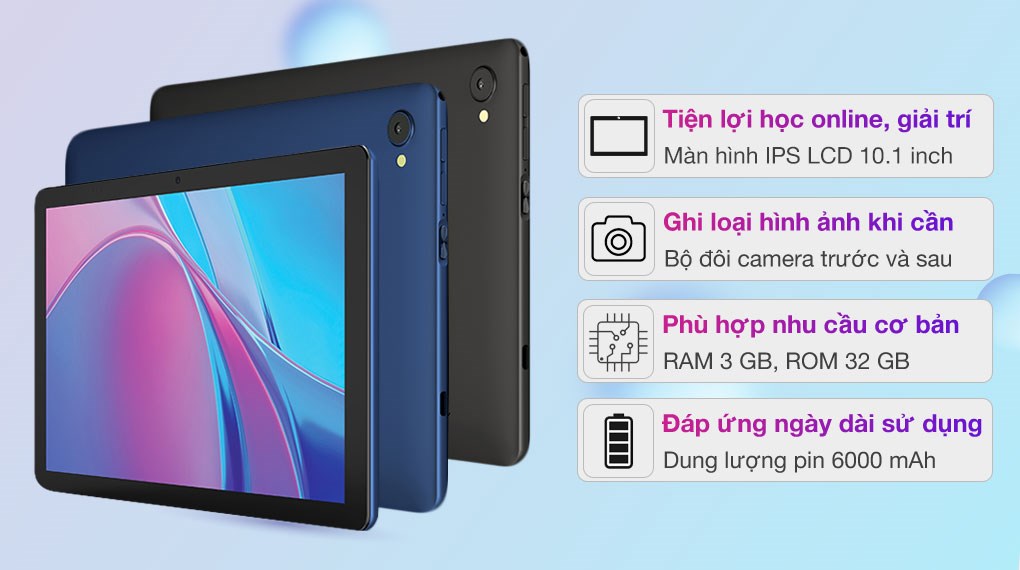 Tiện lợi học online, giải trí
Màn hình IPS LCD 10.1 inch
Ghi loại hình ảnh khi cần
Bộ đôi camera trước và sau
Phù hợp nhu cầu cơ bản
RAM 3 GB, ROM 32 GB
Đáp ứng ngày dài sử dụng
Dung lượng pin 6000 mAh